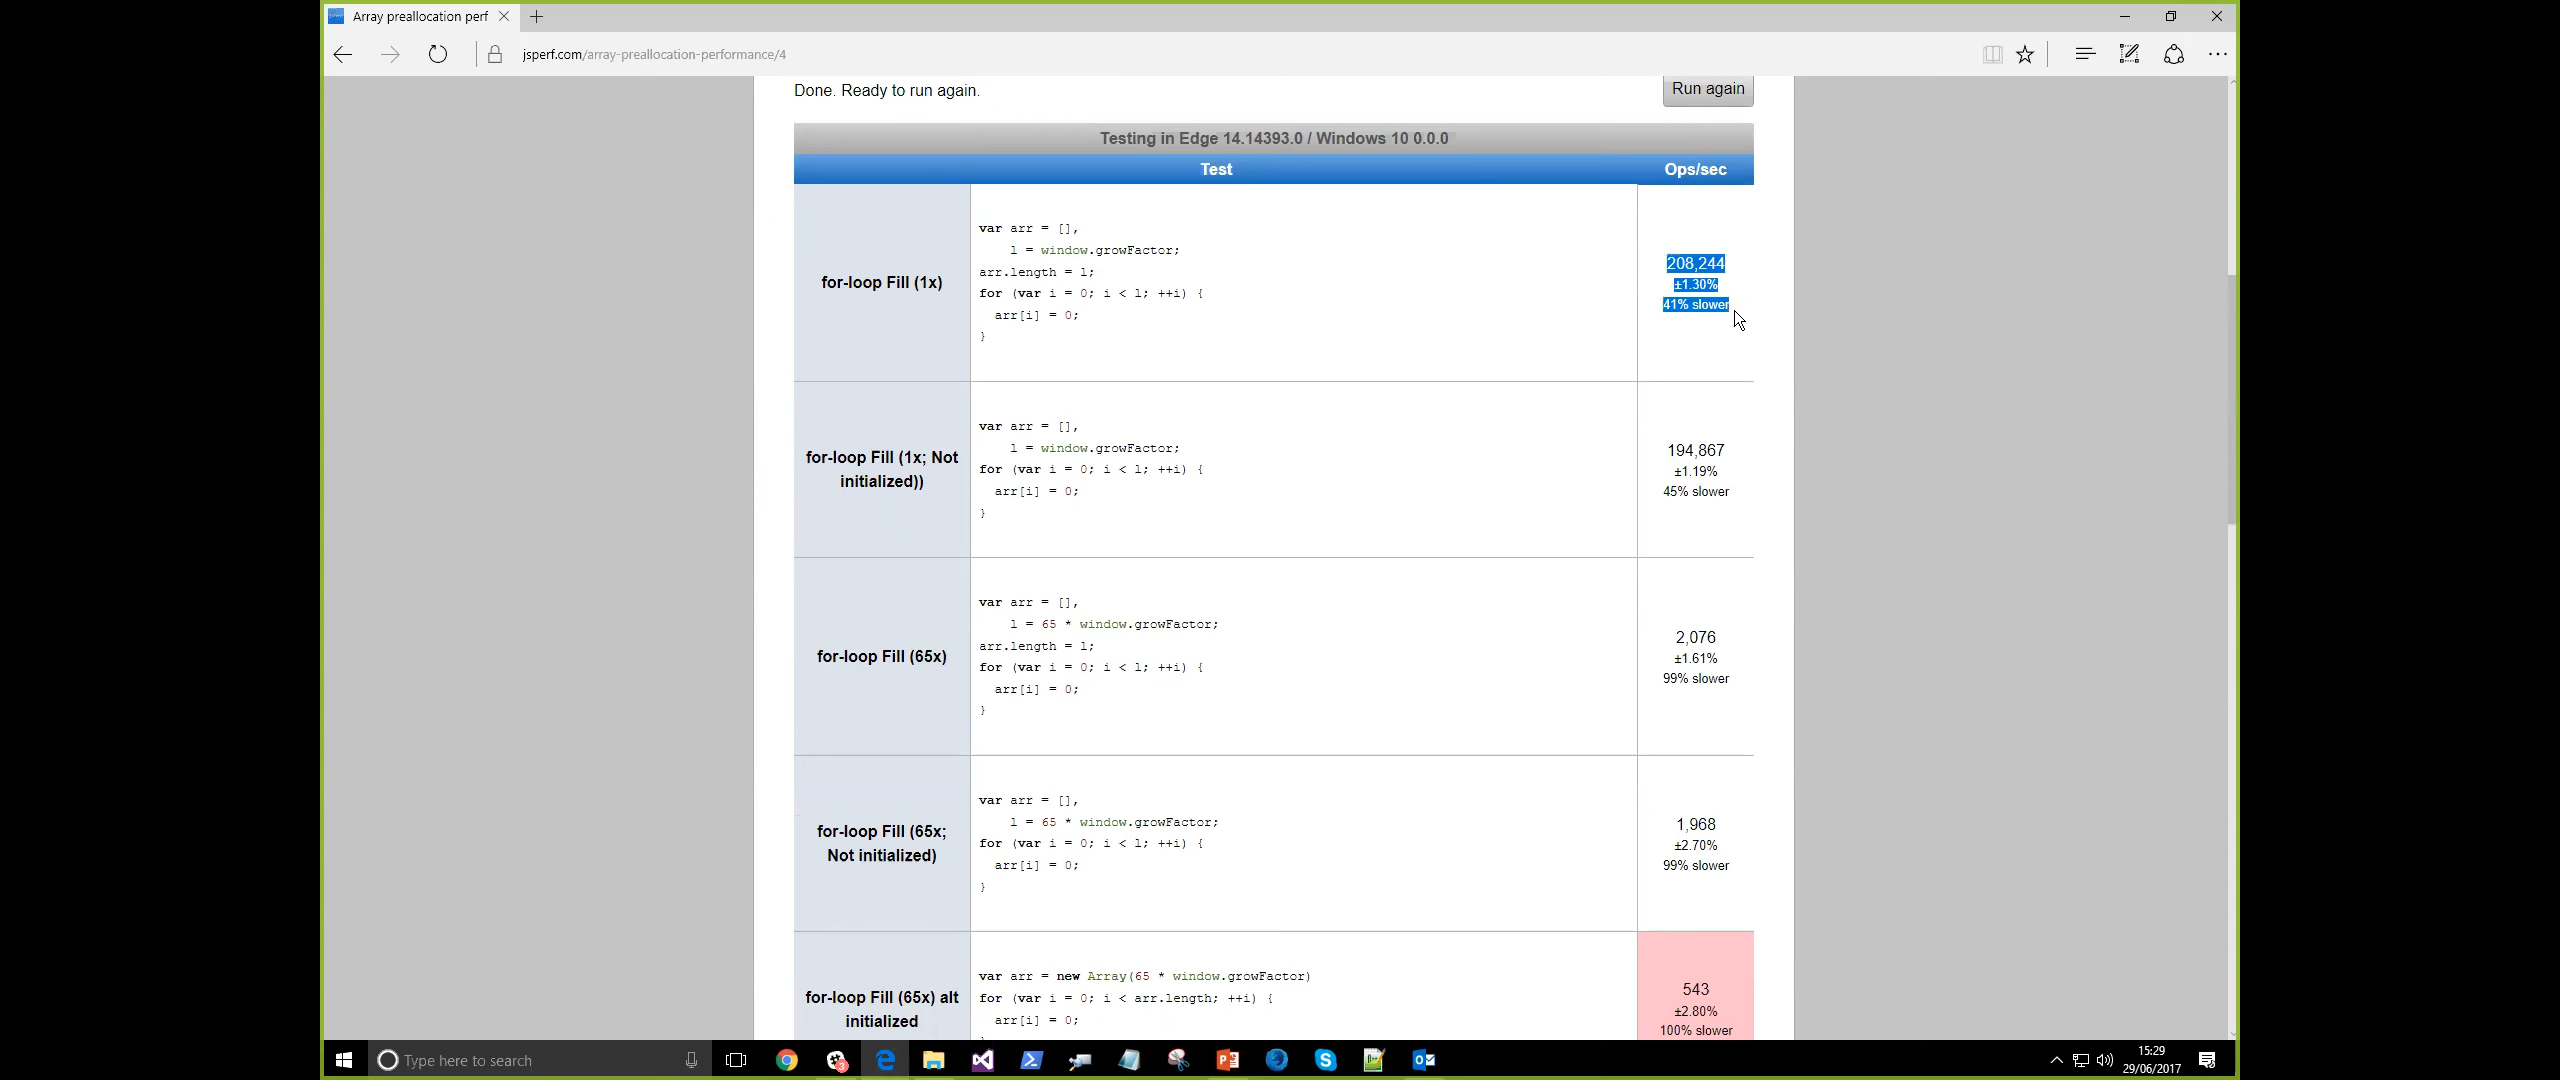 Array preallocation perf
jsperf.com/array-preallocation-performance/4
Done. Ready to run again.
Run again
Testing in Edge 14.14393.0 / Windows 10 0.0.0
Test
Ops/sec
for-loop Fill (1x)
var arr = [],
l = window.growFactor;
arr.length = l;
for (var i = 0; i < l; ++i) {
arr[i] = 0;
}
208,244
±1.30%
41% slower
for-loop Fill (1x; Not
initialized))
var arr = [],
l = window.growFactor;
for (var i = 0; i < l; ++i) {
arr[i] = 0;
}
194,867
±1.19%
45% slower
for-loop Fill (65x)
var arr = [],
l = 65 * window.growFactor;
arr.length = l;
for (var i = 0; i < l; ++i) {
arr[i] = 0;
}
2,076
±1.61%
99% slower
for-loop Fill (65x;
Not initialized)
var arr = [],
l = 65 * window.growFactor;
for (var i = 0; i < l; ++i) {
arr[i] = 0;
}
1,968
±2.70%
99% slower
for-loop Fill (65x) alt
initialized
var arr = new Array(65 * window.growFactor)
for (var i = 0; i < arr.length; ++i) {
arr[i] = 0;
543
±2.80%
100% slower
Type here to search
3
15:29
29/06/2017